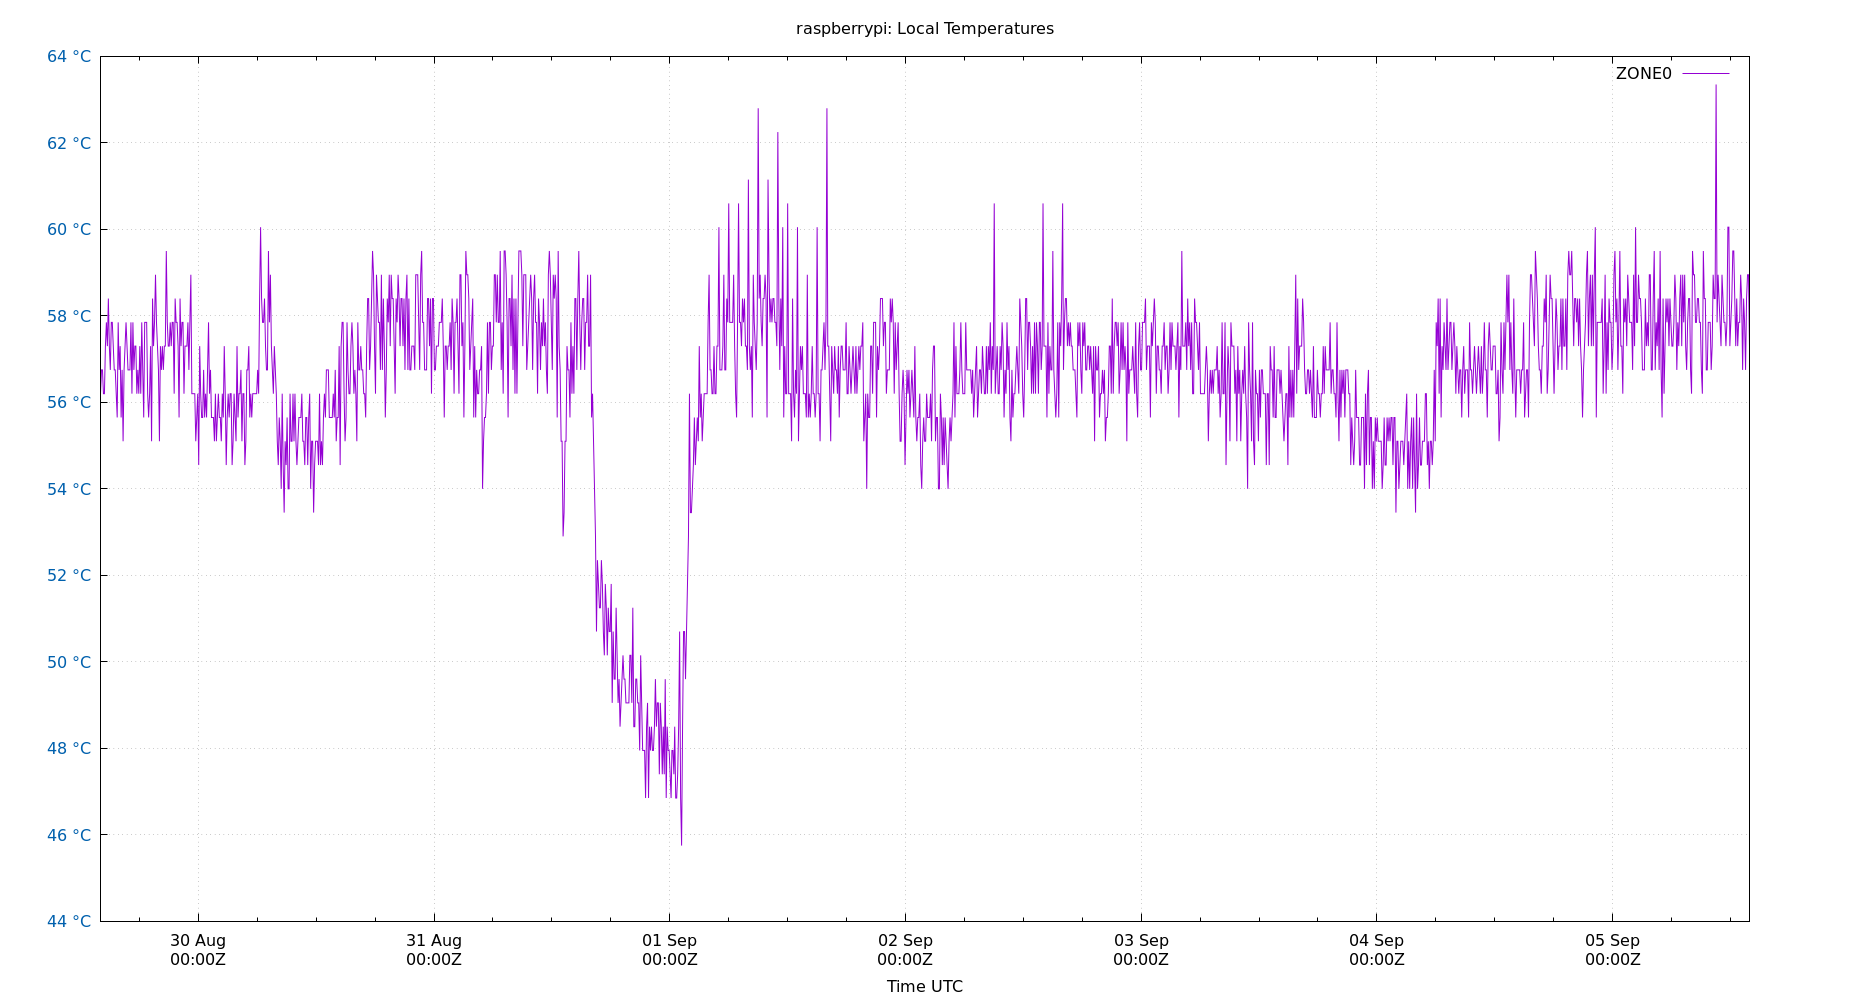 raspberrypi: Local Temperatures
64 °C
ZONE0
62 °C
60 °C
58 °C
56 °C
54 °C
52 °C
50 °C
48 °C
46 °C
44 °C
30 Aug 31 Aug 01 Sep 02 Sep 03 Sep 04 Sep 05 Sep
00:00Z 00:00Z 00:00Z 00:00Z 00:00Z 00:00Z 00:00Z
Time UTC